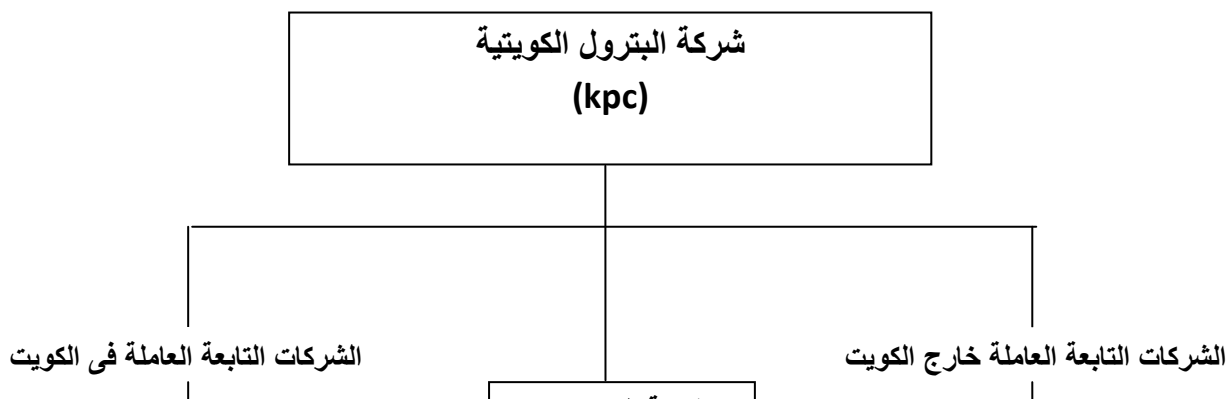 شركة البترول الكويتية
(kpc)
الشركات التابعة العاملة خارج الكويت
الشركات التابعة العاملة فى الكويت